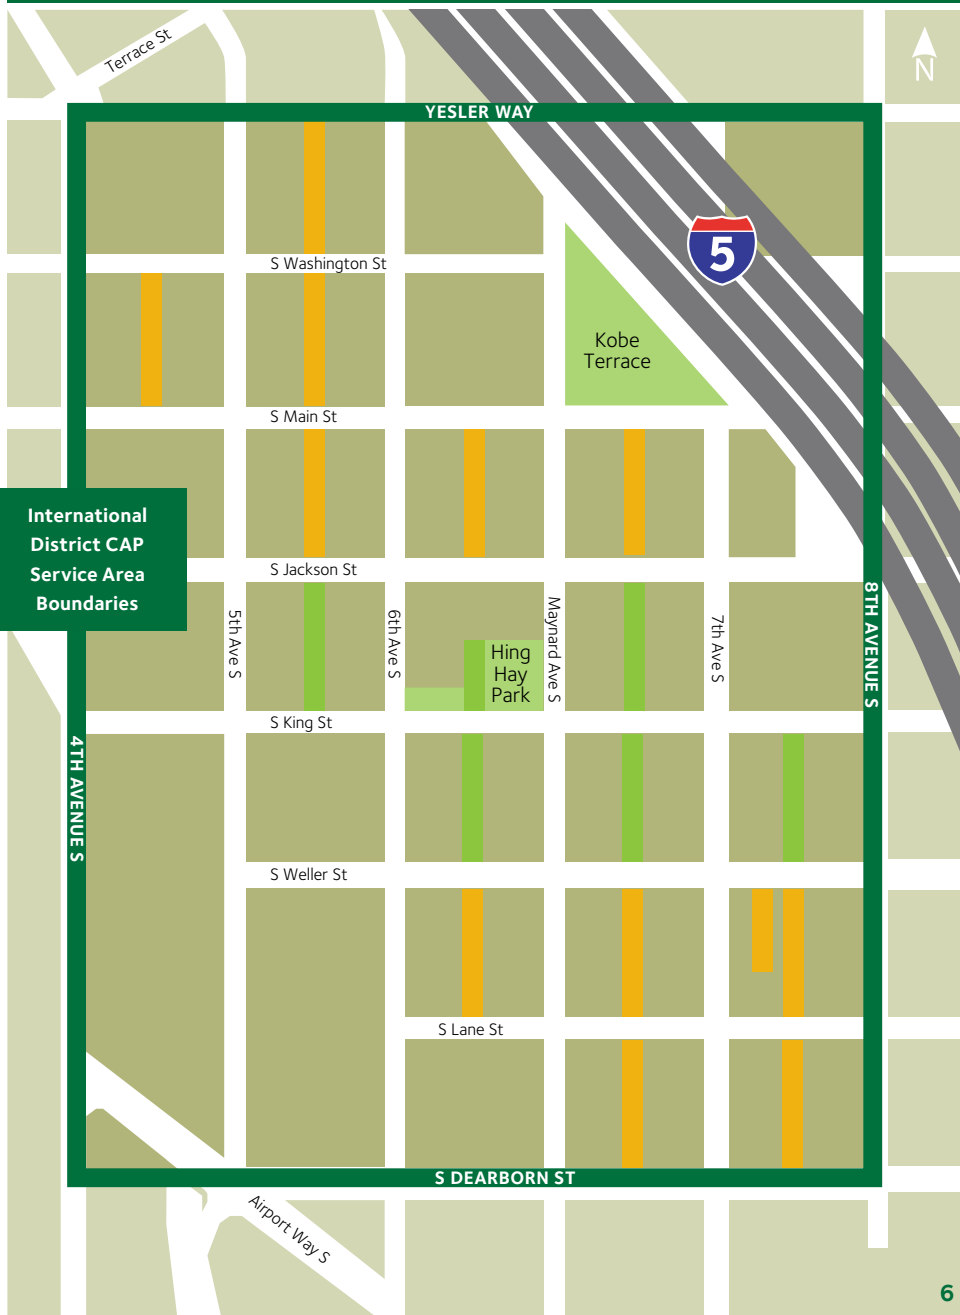 Terrace St
N
YESLER WAY
5
S Washington St
Kobe
Terrace
S Main St
International
District CAP
Service Area
Boundaries
S Jackson St
5th Ave S
6th Ave S
Maynard Ave S
7th Ave S
8TH AVENUE S
Hing
Hay
Park
S King St
4TH AVENUE S
S Weller St
S Lane St
S DEARBORN ST
Airport Way S
6